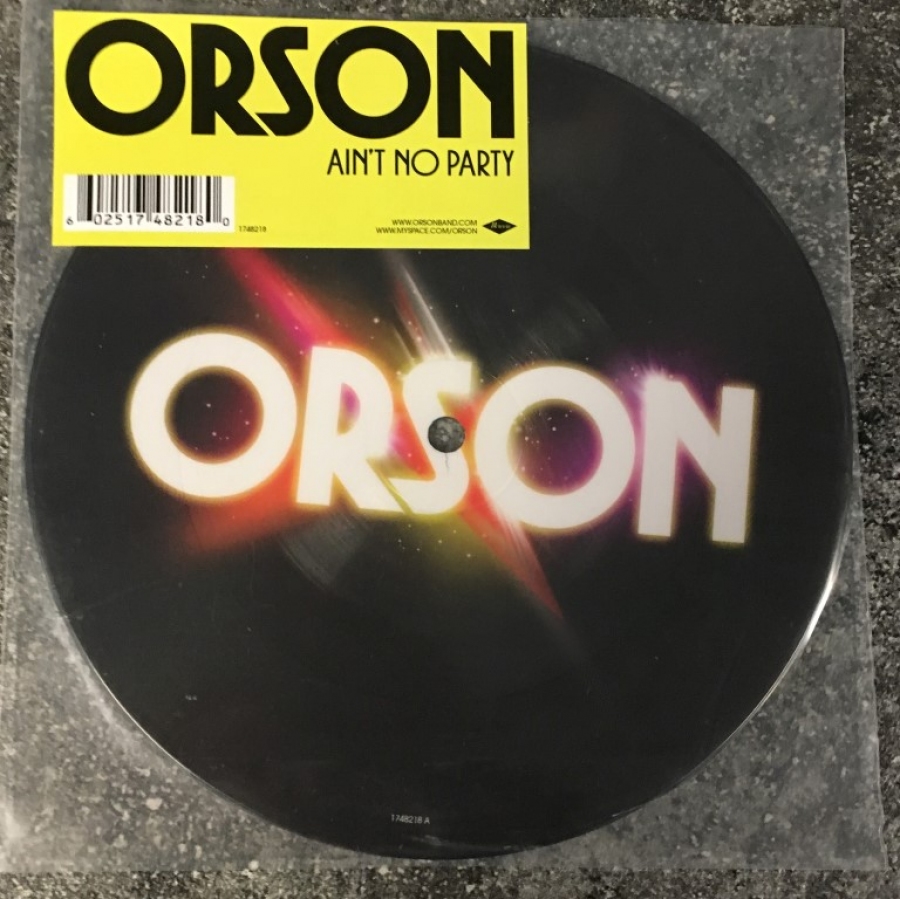 ORSON
AIN'T NO PARTY
6 02517 48218 0
1748218
WWW.ORSONBAND.COM
WWW.MYSPACE.COM/ORSON
ORSON
1748218 A